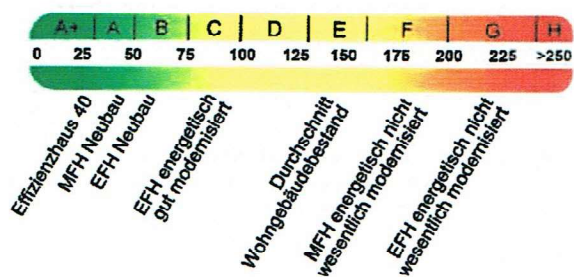 A+ A B C D E F G H
0 25 50 75 100 125 150 175 200 225 >250
Effizienzhaus 40
MFH Neubau
EFH Neubau
EFH energetisch
gut modernisiert
Durchschnitt
Wohngebäudebestand
MFH energetisch nicht
wesentlich modernisiert
EFH energetisch nicht
wesentlich modernisiert